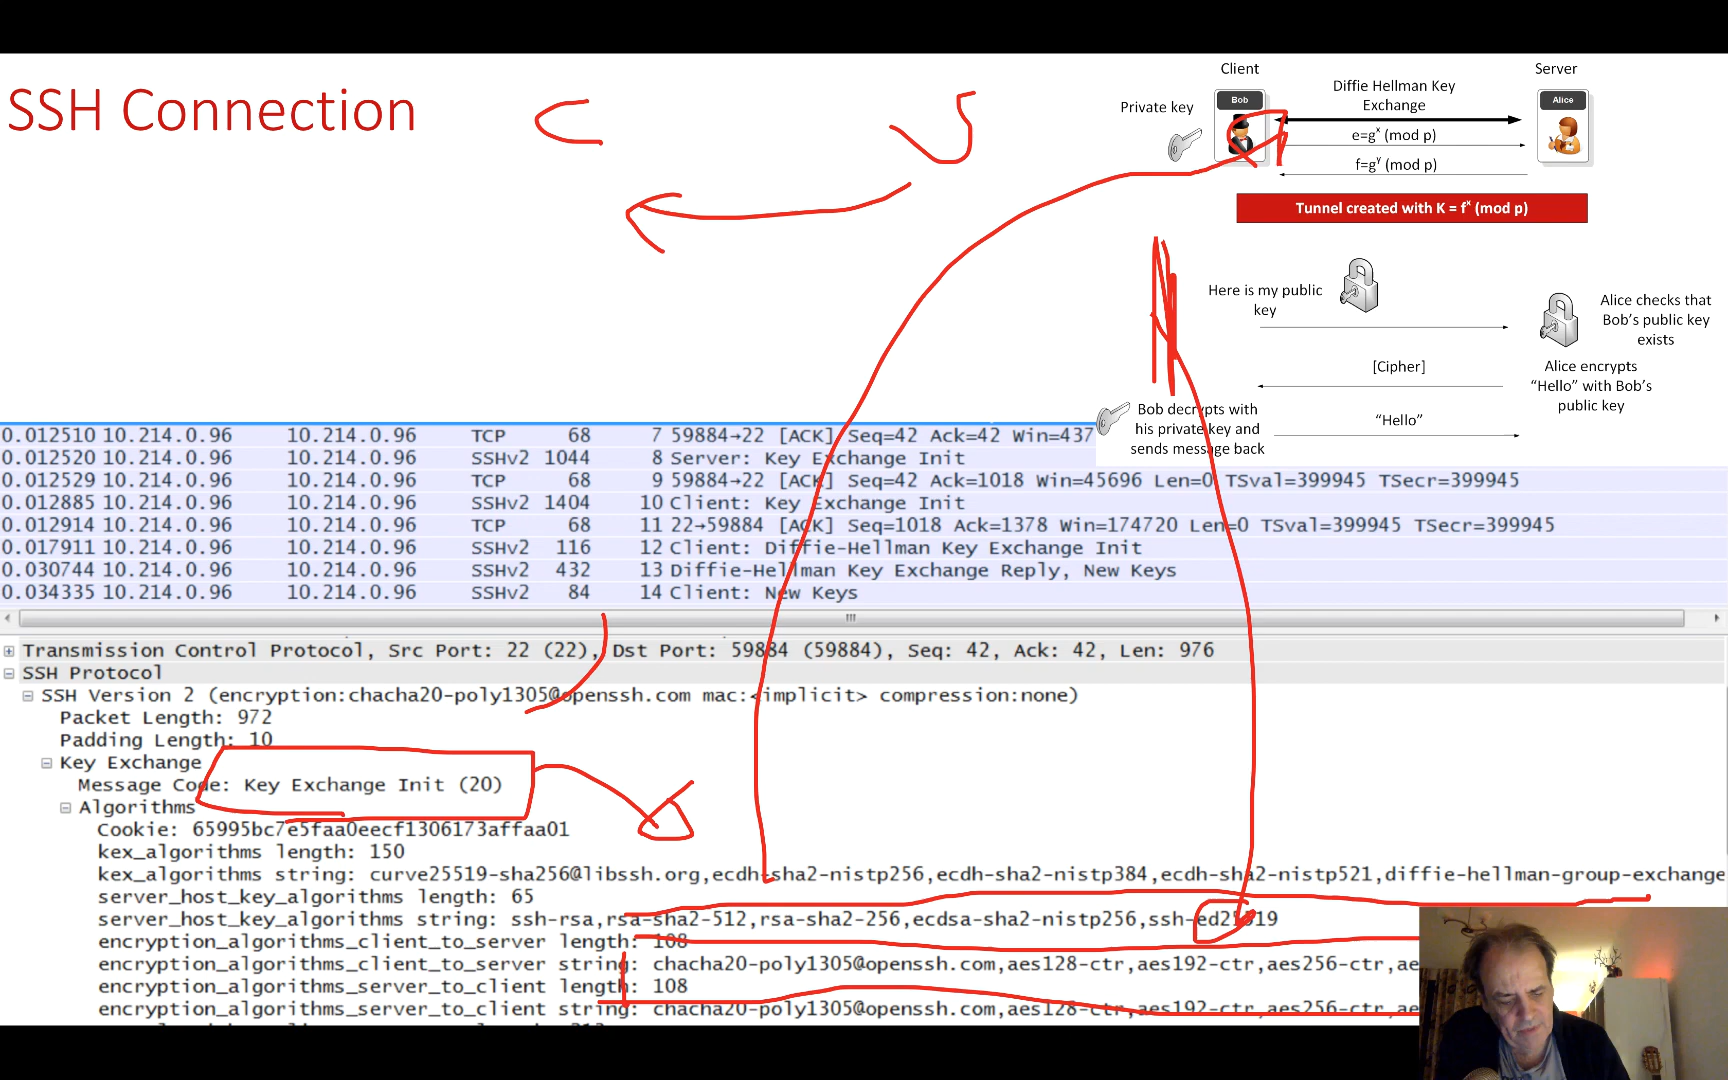 SSH Connection
Client
Server
Private key
Bob
Alice
Diffie Hellman Key
Exchange
e=gˣ (mod p)
f=gʸ (mod p)
Tunnel created with K = fˣ (mod p)
Here is my public
key
Alice checks that
Bob's public key
exists
[Cipher]
Alice encrypts
"Hello" with Bob's
public key
Bob decrypts with
his private key and
sends message back
"Hello"
0.012510 10.214.0.96 10.214.0.96 TCP 68 7 59884→22 [ACK] Seq=42 Ack=42 Win=437
0.012520 10.214.0.96 10.214.0.96 SSHv2 1044 8 Server: Key Exchange Init
0.012529 10.214.0.96 10.214.0.96 TCP 68 9 59884→22 [ACK] Seq=42 Ack=1018 Win=45696 Len=0 TSval=399945 TSecr=399945
0.012885 10.214.0.96 10.214.0.96 SSHv2 1404 10 Client: Key Exchange Init
0.012914 10.214.0.96 10.214.0.96 TCP 68 11 22→59884 [ACK] Seq=1018 Ack=1378 Win=174720 Len=0 TSval=399945 TSecr=399945
0.017911 10.214.0.96 10.214.0.96 SSHv2 116 12 Client: Diffie-Hellman Key Exchange Init
0.030744 10.214.0.96 10.214.0.96 SSHv2 432 13 Diffie-Hellman Key Exchange Reply, New Keys
0.034335 10.214.0.96 10.214.0.96 SSHv2 84 14 Client: New Keys
Transmission Control Protocol, Src Port: 22 (22), Dst Port: 59884 (59884), Seq: 42, Ack: 42, Len: 976
SSH Protocol
SSH Version 2 (encryption:chacha20-poly1305@openssh.com mac:<implicit> compression:none)
Packet Length: 972
Padding Length: 10
Key Exchange
Message Code: Key Exchange Init (20)
Algorithms
Cookie: 65995bc7e5faa0eecf1306173affaa01
kex_algorithms length: 150
kex_algorithms string: curve25519-sha256@libssh.org,ecdh-sha2-nistp256,ecdh-sha2-nistp384,ecdh-sha2-nistp521,diffie-hellman-group-exchange
server_host_key_algorithms length: 65
server_host_key_algorithms string: ssh-rsa,rsa-sha2-512,rsa-sha2-256,ecdsa-sha2-nistp256,ssh-ed25519
encryption_algorithms_client_to_server length: 108
encryption_algorithms_client_to_server string: chacha20-poly1305@openssh.com,aes128-ctr,aes192-ctr,aes256-ctr,ae
encryption_algorithms_server_to_client length: 108
encryption_algorithms_server_to_client string: chacha20-poly1305@openssh.com,aes128-ctr,aes192-ctr,aes256-ctr,ae